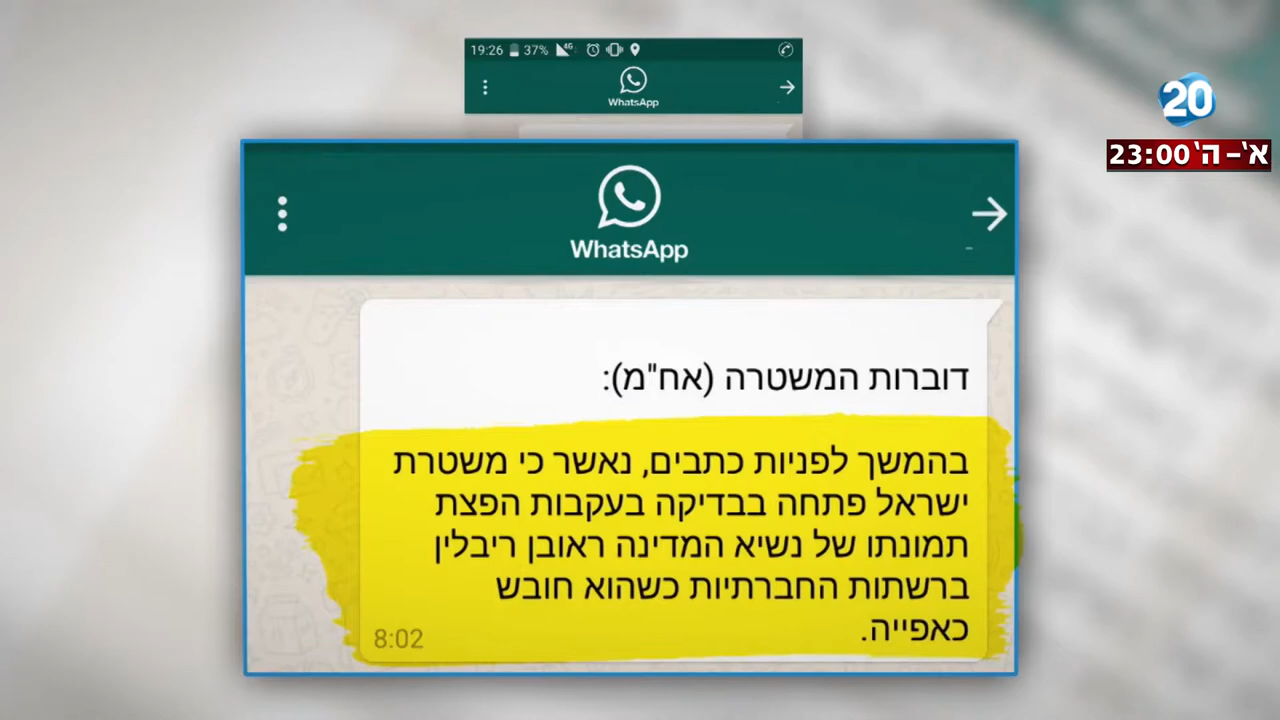 19:26 37% 4G
WhatsApp
20
א'-ה' 23:00
WhatsApp
דוברות המשטרה (אח"מ):
בהמשך לפניות כתבים, נאשר כי משטרת
ישראל פתחה בבדיקה בעקבות הפצת
תמונתו של נשיא המדינה ראובן ריבלין
ברשתות החברתיות כשהוא חובש
כאפייה.
8:02